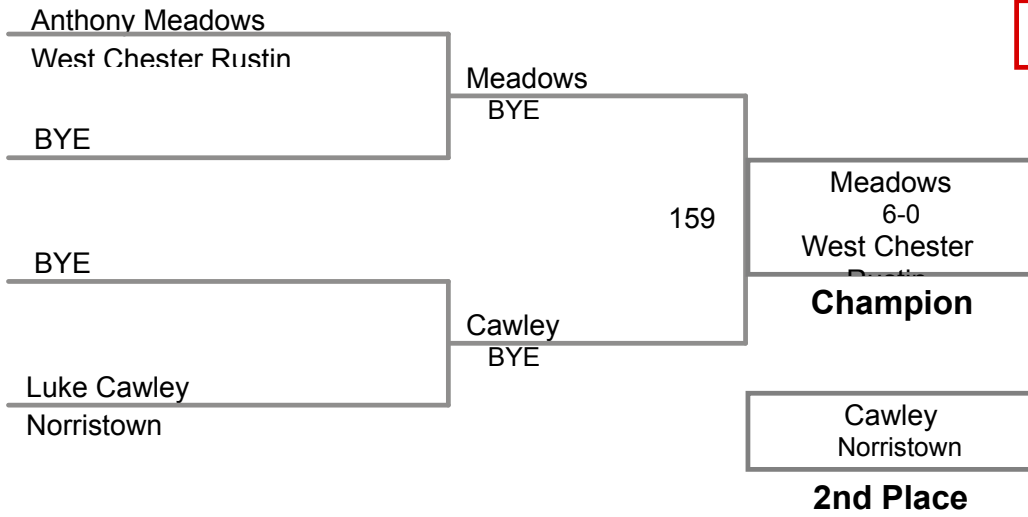 Anthony Meadows
West Chester Rustin
BYE
Meadows
BYE
159
Meadows
6-0
West Chester
Rustin
Champion
BYE
Cawley
BYE
Luke Cawley
Norristown
Cawley
Norristown
2nd Place